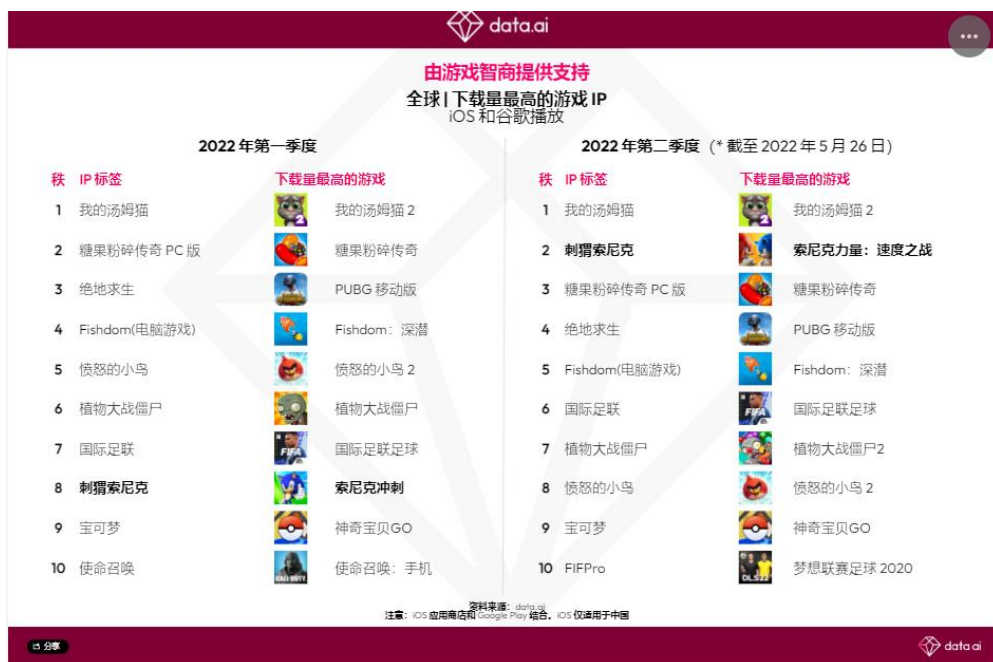 data.ai
由游戏智商提供支持
全球 | 下载量最高的游戏 IP
iOS 和谷歌播放
2022 年第一季度
秩 IP 标签 下载量最高的游戏
1 我的汤姆猫 我的汤姆猫 2
2 糖果粉碎传奇 PC 版 糖果粉碎传奇
3 绝地求生 PUBG 移动版
4 Fishdom(电脑游戏) Fishdom：深潜
5 愤怒的小鸟 愤怒的小鸟 2
6 植物大战僵尸 植物大战僵尸
7 国际足联 国际足联足球
8 刺猬索尼克 索尼克冲刺
9 宝可梦 神奇宝贝GO
10 使命召唤 使命召唤：手机
2022 年第二季度（* 截至 2022 年 5 月 26 日）
秩 IP 标签 下载量最高的游戏
1 我的汤姆猫 我的汤姆猫 2
2 刺猬索尼克 索尼克力量：速度之战
3 糖果粉碎传奇 PC 版 糖果粉碎传奇
4 绝地求生 PUBG 移动版
5 Fishdom(电脑游戏) Fishdom：深潜
6 国际足联 国际足联足球
7 植物大战僵尸 植物大战僵尸2
8 愤怒的小鸟 愤怒的小鸟 2
9 宝可梦 神奇宝贝GO
10 FIFPro 梦想联赛足球 2020
资料来源：data.ai
注意：iOS 应用商店和 Google Play 结合。iOS 仅适用于中国
分享
data ai